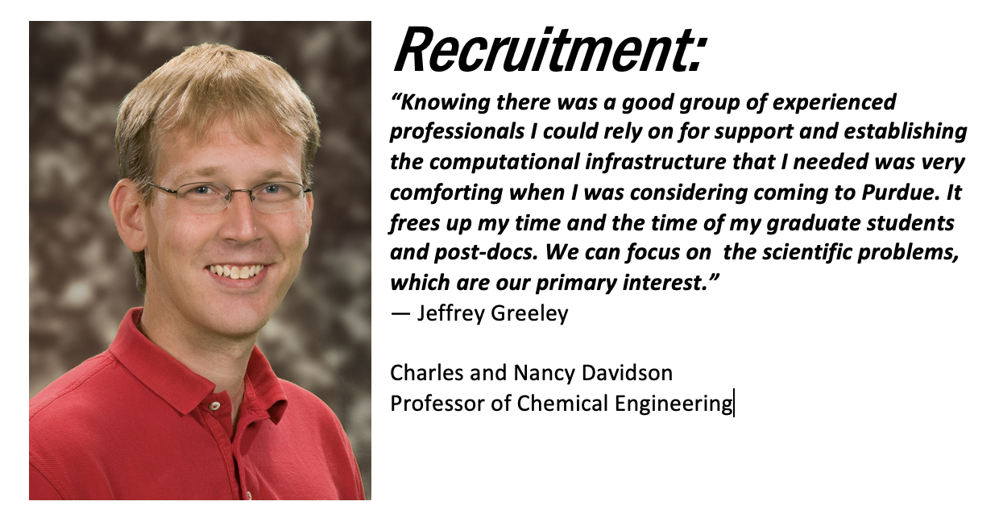 Recruitment:
“Knowing there was a good group of experienced
professionals I could rely on for support and establishing
the computational infrastructure that I needed was very
comforting when I was considering coming to Purdue. It
frees up my time and the time of my graduate students
and post-docs. We can focus on  the scientific problems,
which are our primary interest.”
— Jeffrey Greeley
Charles and Nancy Davidson
Professor of Chemical Engineering